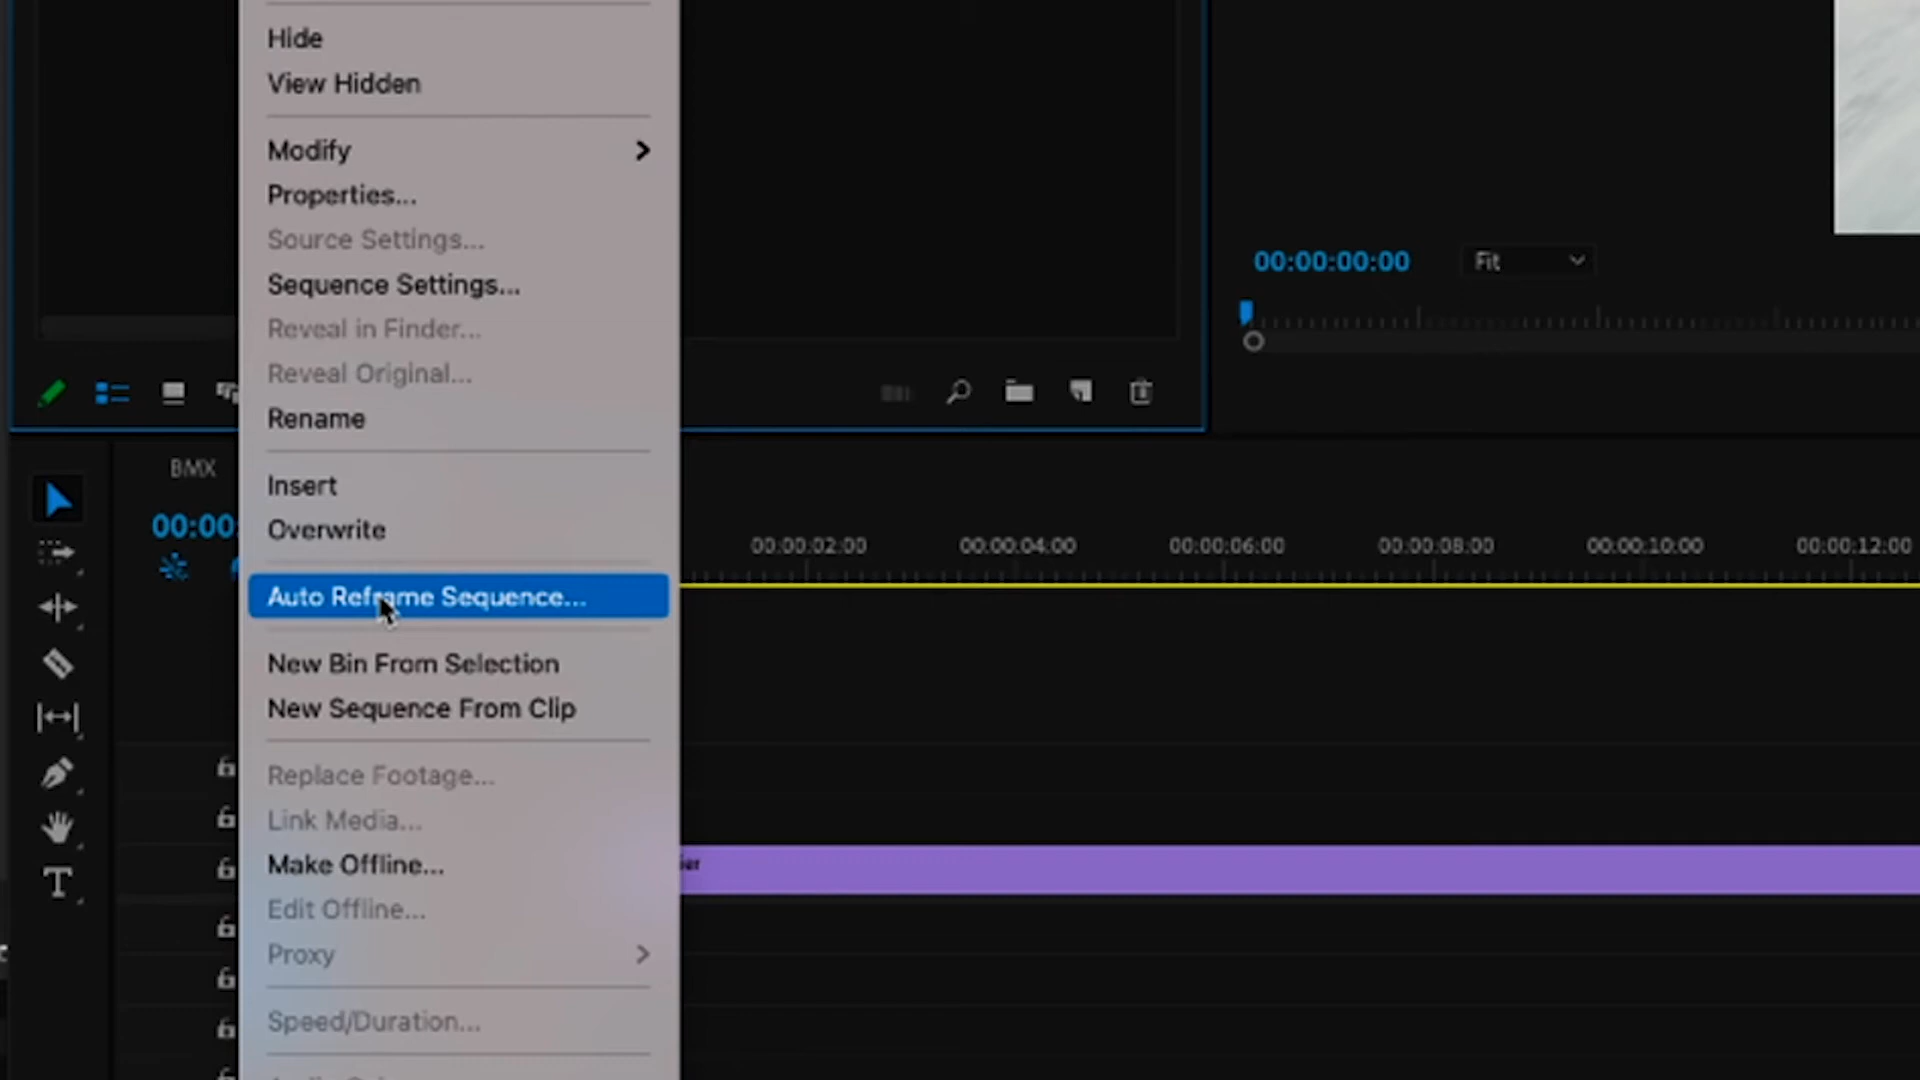 Hide
View Hidden
Modify
Properties...
Source Settings...
Sequence Settings...
Reveal in Finder...
Reveal Original...
Rename
Insert
Overwrite
Auto Reframe Sequence...
New Bin From Selection
New Sequence From Clip
Replace Footage...
Link Media...
Make Offline...
Edit Offline...
Proxy
Speed/Duration...
00:00:00:00 Fit
BMX
00:00:
00:00:02:00 00:00:04:00 00:00:06:00 00:00:08:00 00:00:10:00 00:00:12:00
ier